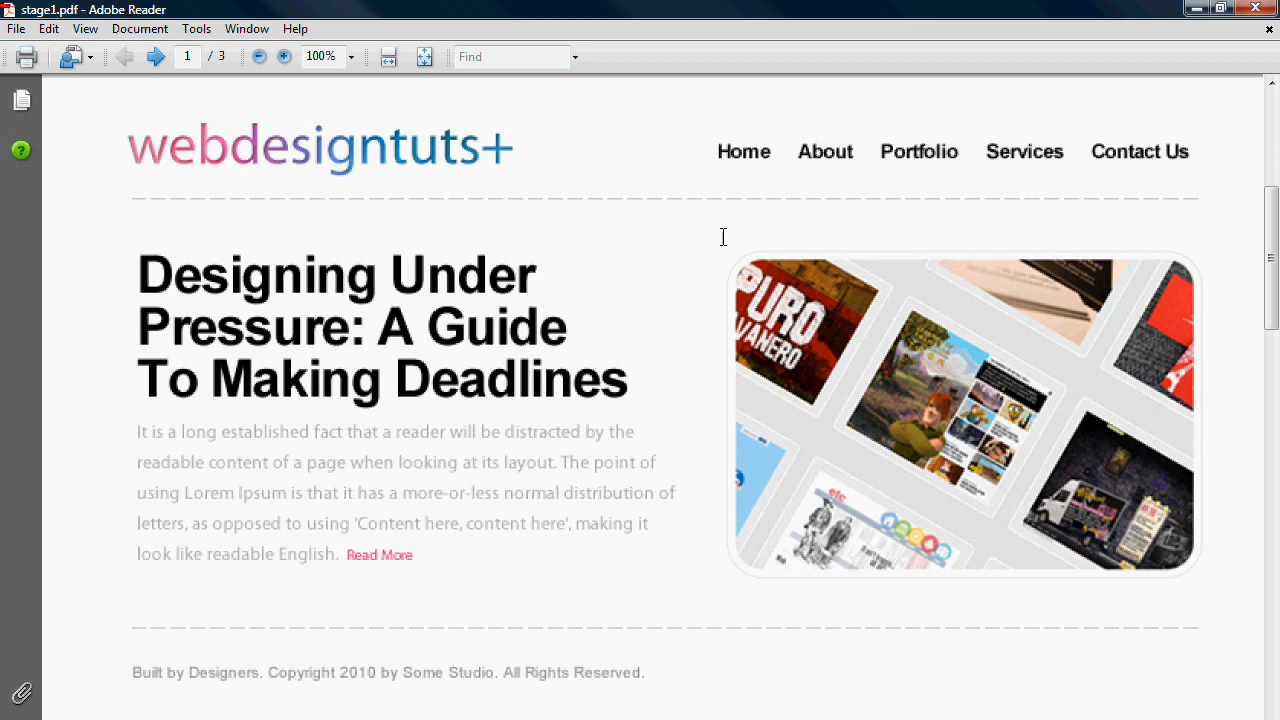 stage1.pdf - Adobe Reader
File Edit View Document Tools Window Help
1 / 3 100% Find
webdesigntuts+
Home About Portfolio Services Contact Us
Designing Under
Pressure: A Guide
To Making Deadlines
It is a long established fact that a reader will be distracted by the
readable content of a page when looking at its layout. The point of
using Lorem Ipsum is that it has a more-or-less normal distribution of
letters, as opposed to using 'Content here, content here', making it
look like readable English. Read More
PURO
VANERO
etc
Built by Designers. Copyright 2010 by Some Studio. All Rights Reserved.